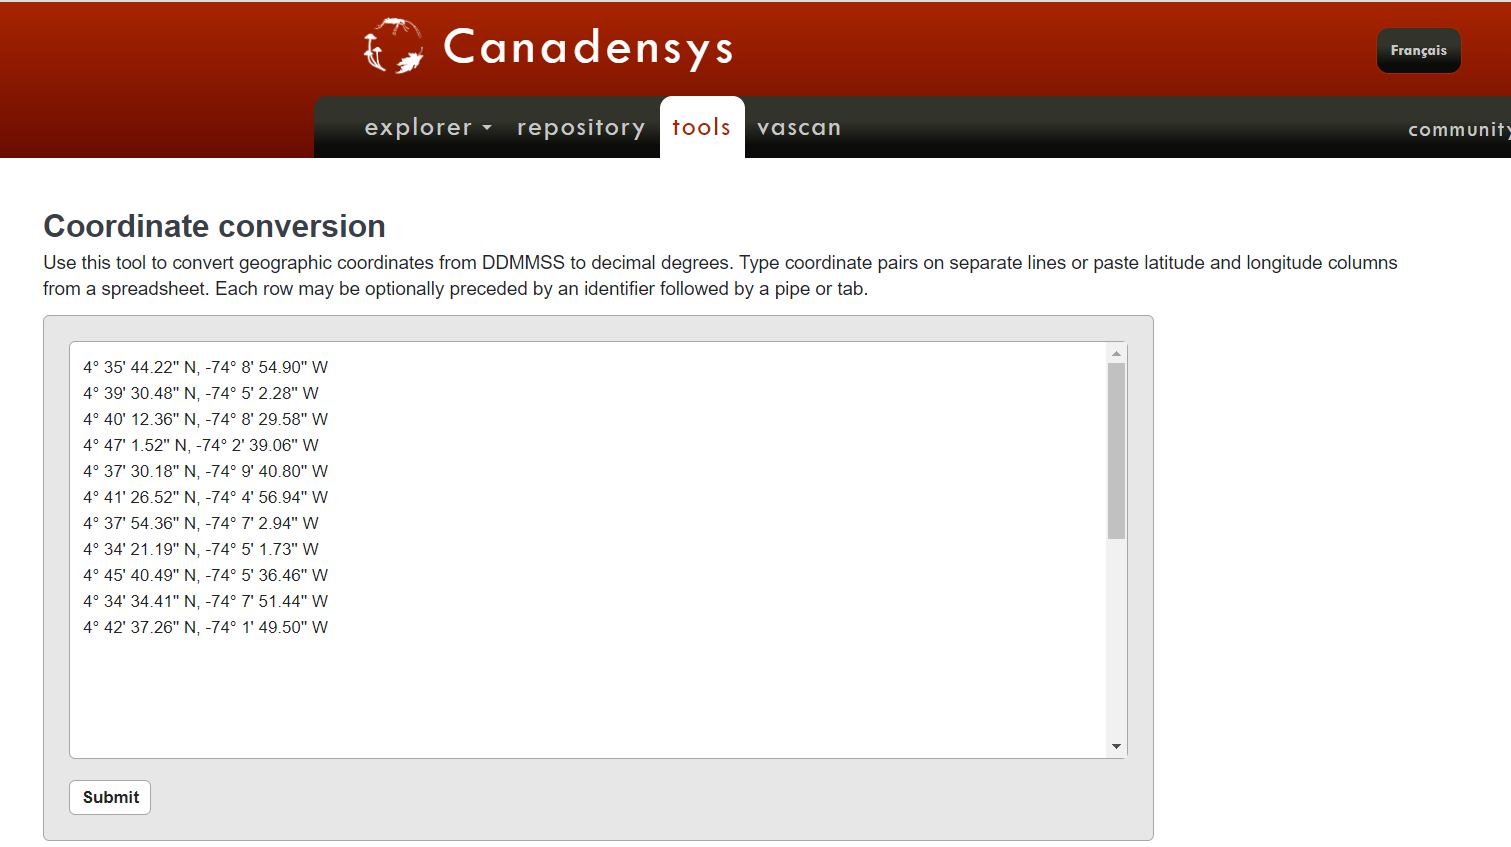 Canadensys
Français
explorer repository tools vascan community
Coordinate conversion
Use this tool to convert geographic coordinates from DDMMSS to decimal degrees. Type coordinate pairs on separate lines or paste latitude and longitude columns
from a spreadsheet. Each row may be optionally preceded by an identifier followed by a pipe or tab.
4° 35' 44.22" N, -74° 8' 54.90" W
4° 39' 30.48" N, -74° 5' 2.28" W
4° 40' 12.36" N, -74° 8' 29.58" W
4° 47' 1.52" N, -74° 2' 39.06" W
4° 37' 30.18" N, -74° 9' 40.80" W
4° 41' 26.52" N, -74° 4' 56.94" W
4° 37' 54.36" N, -74° 7' 2.94" W
4° 34' 21.19" N, -74° 5' 1.73" W
4° 45' 40.49" N, -74° 5' 36.46" W
4° 34' 34.41" N, -74° 7' 51.44" W
4° 42' 37.26" N, -74° 1' 49.50" W
Submit